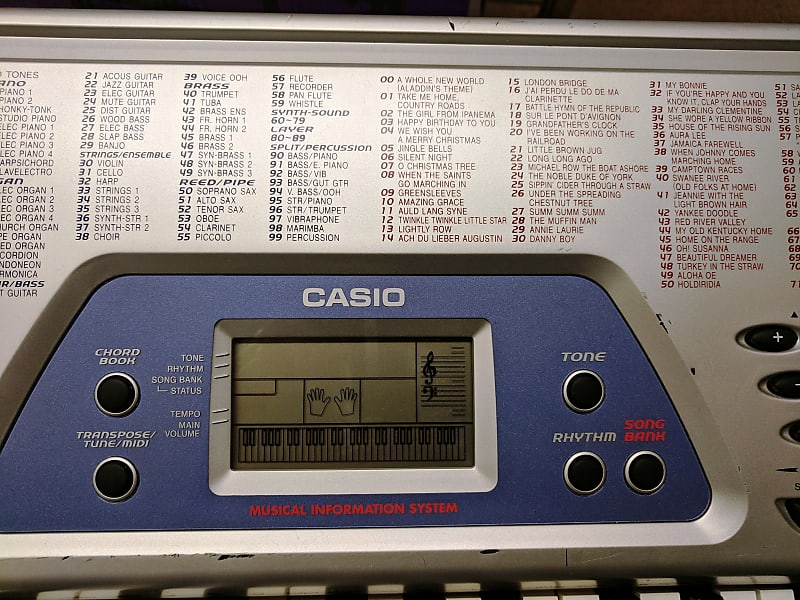 TONES
PIANO 1
PIANO 2
HONKY-TONK
STUDIO PIANO
ELEC PIANO 1
ELEC PIANO 2
ELEC PIANO 3
ELEC PIANO 4
HARPSICHORD
ELEC ORGAN 1
ELEC ORGAN 2
ELEC ORGAN 3
ELEC ORGAN 4
CHURCH ORGAN
PIPE ORGAN
REED ORGAN
21 ACOUS GUITAR
22 JAZZ GUITAR
23 ELEC GUITAR
24 MUTE GUITAR
25 DIST GUITAR
26 WOOD BASS
27 ELEC BASS
28 SLAP BASS
29 BANJO
STRINGS/ENSEMBLE
30 VIOLIN
31 CELLO
32 HARP
33 STRINGS 1
34 STRINGS 2
35 STRINGS 3
36 SYNTH-STR 1
37 SYNTH-STR 2
38 CHOIR
39 VOICE OOH
BRASS
40 TRUMPET
41 TUBA
42 BRASS ENS
43 FR. HORN 1
44 FR. HORN 2
45 BRASS 1
46 BRASS 2
47 SYN-BRASS 1
48 SYN-BRASS 2
49 SYN-BRASS 3
REED/PIPE
50 SOPRANO SAX
51 ALTO SAX
52 TENOR SAX
53 OBOE
54 CLARINET
55 PICCOLO
56 FLUTE
57 RECORDER
58 PAN FLUTE
59 WHISTLE
SYNTH-SOUND
60~79
LAYER
80~89
SPLIT/PERCUSSION
90 BASS/PIANO
91 BASS/E. PIANO
92 BASS/VIB
93 BASS/GUT GTR
94 V. BASS/OOH
95 STR/PIANO
96 STR/TRUMPET
97 VIBRAPHONE
98 MARIMBA
99 PERCUSSION
00 A WHOLE NEW WORLD
(ALADDIN'S THEME)
01 TAKE ME HOME,
COUNTRY ROADS
02 THE GIRL FROM IPANEMA
03 HAPPY BIRTHDAY TO YOU
04 WE WISH YOU
A MERRY CHRISTMAS
05 JINGLE BELLS
06 SILENT NIGHT
07 O CHRISTMAS TREE
08 WHEN THE SAINTS
GO MARCHING IN
09 GREENSLEEVES
10 AMAZING GRACE
11 AULD LANG SYNE
12 TWINKLE TWINKLE LITTLE STAR
13 LIGHTLY ROW
14 ACH DU LIEBER AUGUSTIN
15 LONDON BRIDGE
16 J'AI PERDU LE DO DE MA
CLARINETTE
17 BATTLE HYMN OF THE REPUBLIC
18 SUR LE PONT D'AVIGNON
19 GRANDFATHER'S CLOCK
20 I'VE BEEN WORKING ON THE
RAILROAD
21 LITTLE BROWN JUG
22 LONG LONG AGO
23 MICHAEL ROW THE BOAT ASHORE
24 THE NOBLE DUKE OF YORK
25 SIPPIN' CIDER THROUGH A STRAW
26 UNDER THE SPREADING
CHESTNUT TREE
27 SUMM SUMM SUMM
28 THE MUFFIN MAN
29 ANNIE LAURIE
30 DANNY BOY
31 MY BONNIE
32 IF YOU'RE HAPPY AND YOU
KNOW IT, CLAP YOUR HANDS
33 MY DARLING CLEMENTINE
34 SHE WORE A YELLOW RIBBON
35 HOUSE OF THE RISING SUN
36 AURA LEE
37 JAMAICA FAREWELL
38 WHEN JOHNNY COMES
MARCHING HOME
39 CAMPTOWN RACES
40 SWANEE RIVER
(OLD FOLKS AT HOME)
41 JEANNIE WITH THE
LIGHT BROWN HAIR
42 YANKEE DOODLE
43 RED RIVER VALLEY
44 MY OLD KENTUCKY HOME
45 HOME ON THE RANGE
46 OH! SUSANNA
47 BEAUTIFUL DREAMER
48 TURKEY IN THE STRAW
49 ALOHA OE
50 HOLDIRIDIA
CASIO
CHORD
BOOK
TRANSPOSE/
TUNE/MIDI
TONE
RHYTHM
SONG BANK
STATUS
TEMPO
MAIN
VOLUME
TONE
RHYTHM
SONG
BANK
MUSICAL INFORMATION SYSTEM